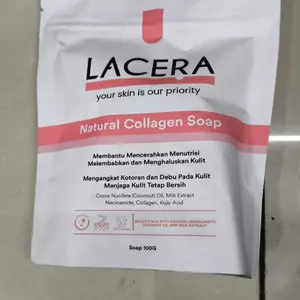 LACERA
your skin is our priority
Natural Collagen Soap
Membantu Mencerahkan Menutrisi
Melembabkan dan Menghaluskan Kulit
Mengangkat Kotoran dan Debu Pada Kulit
Menjaga Kulit Tetap Bersih
Cocos Nucifera (Coconut) Oil, Milk Extract
Niacinamide, Collagen, Kojic Acid
Soap 100G